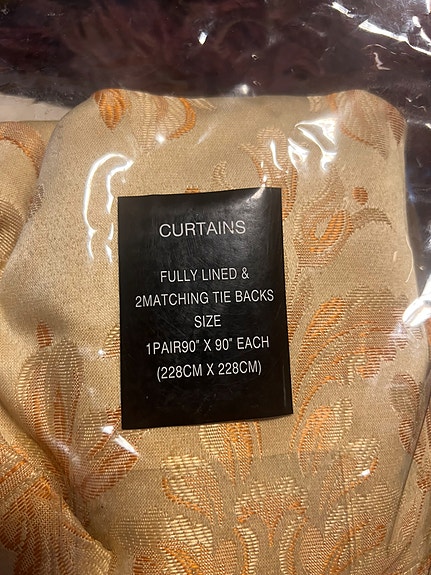 CURTAINS
FULLY LINED &
2MATCHING TIE BACKS
SIZE
1PAIR90" X 90" EACH
(228CM X 228CM)